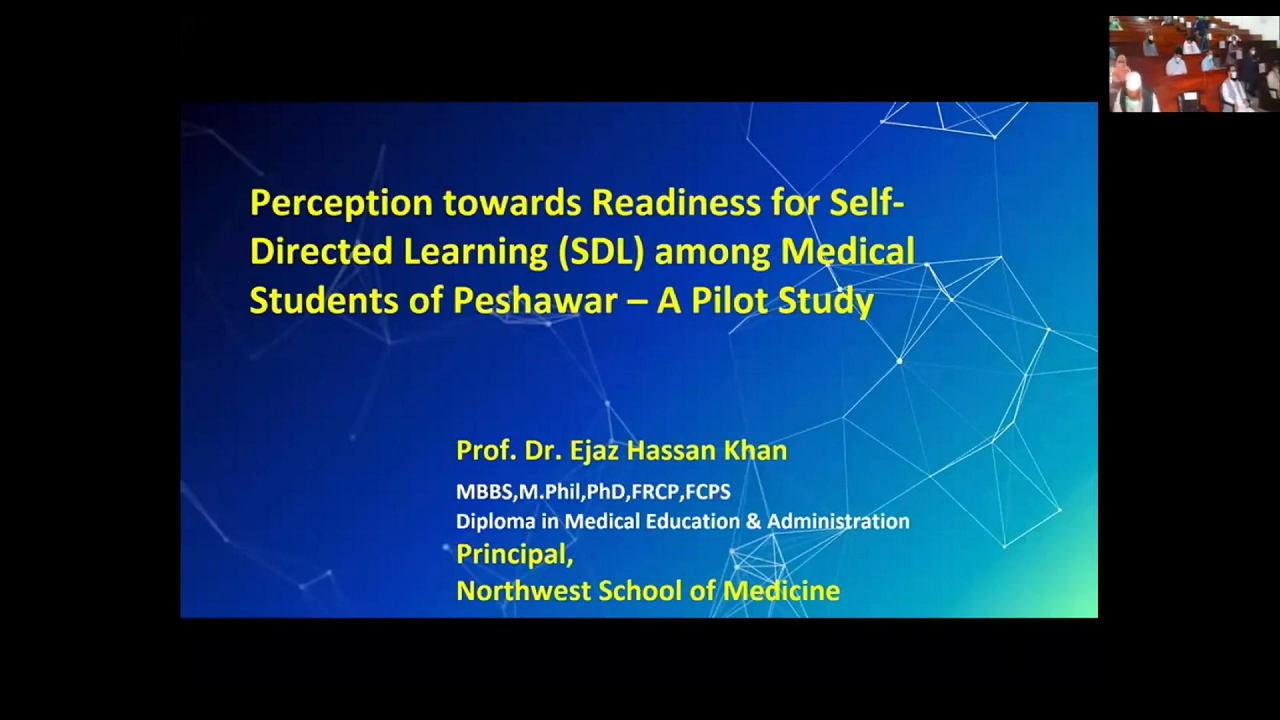 Perception towards Readiness for Self-
Directed Learning (SDL) among Medical
Students of Peshawar – A Pilot Study
Prof. Dr. Ejaz Hassan Khan
MBBS,M.Phil,PhD,FRCP,FCPS
Diploma in Medical Education & Administration
Principal,
Northwest School of Medicine